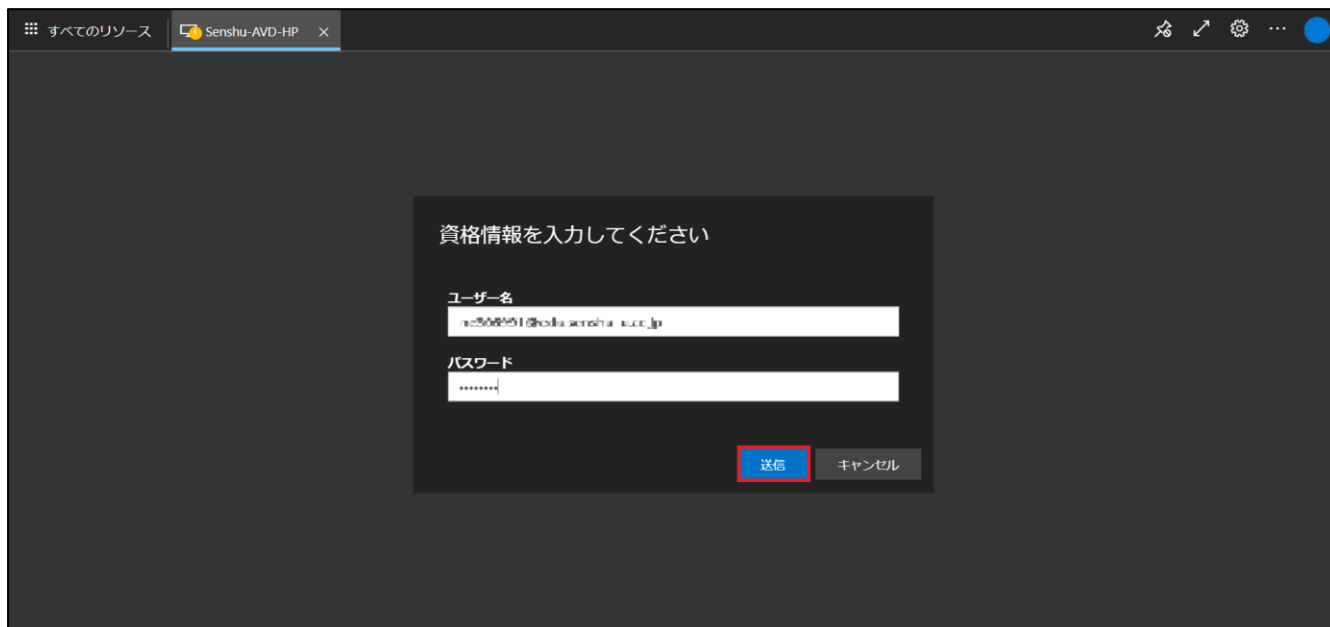 すべてのリソース
Senshu-AVD-HP
資格情報を入力してください
ユーザー名
パスワード
••••••••
送信
キャンセル